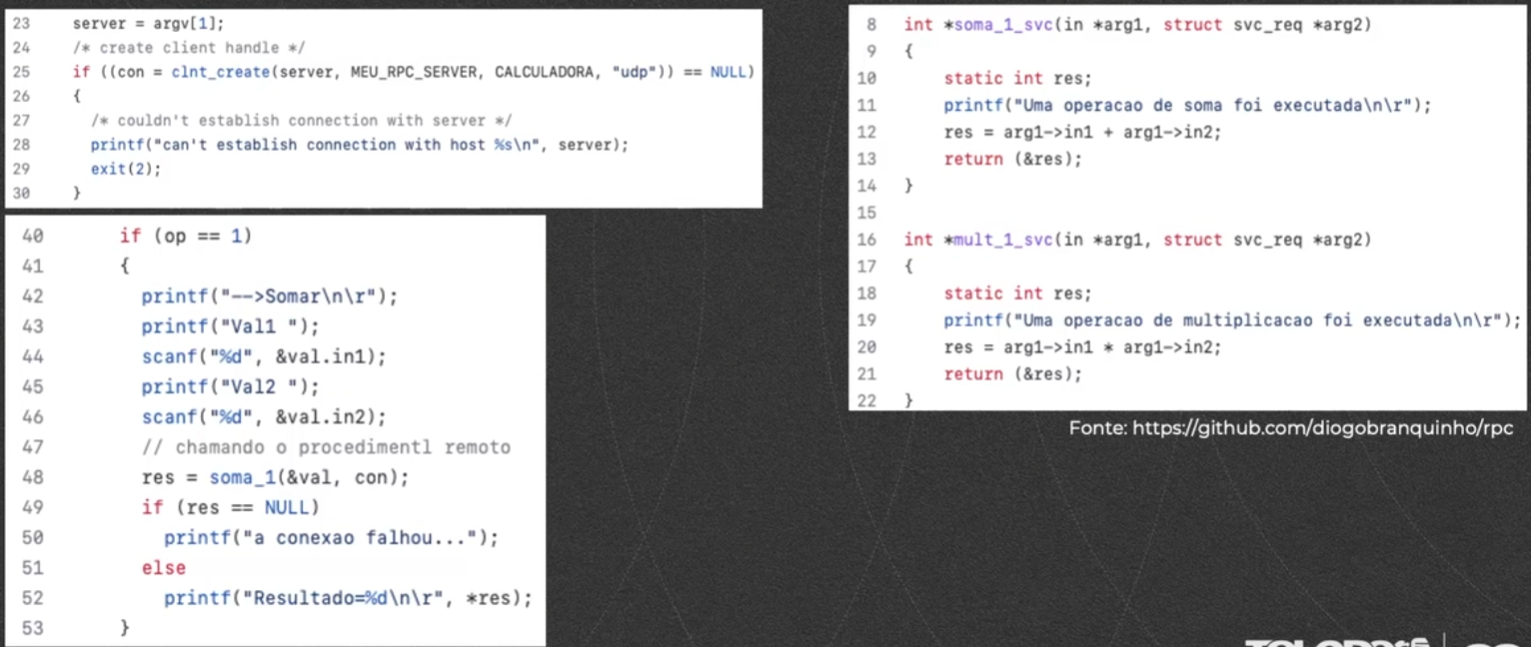 23 server = argv[1];
24 /* create client handle */
25 if ((con = clnt_create(server, MEU_RPC_SERVER, CALCULADORA, "udp")) == NULL)
26 {
27 /* couldn't establish connection with server */
28 printf("can't establish connection with host %s\n", server);
29 exit(2);
30 }
40 if (op == 1)
41 {
42 printf("-->Somar\n\r");
43 printf("Val1 ");
44 scanf("%d", &val.in1);
45 printf("Val2 ");
46 scanf("%d", &val.in2);
47 // chamando o procedimentl remoto
48 res = soma_1(&val, con);
49 if (res == NULL)
50 printf("a conexao falhou...");
51 else
52 printf("Resultado=%d\n\r", *res);
53 }
8 int *soma_1_svc(in *arg1, struct svc_req *arg2)
9 {
10 static int res;
11 printf("Uma operacao de soma foi executada\n\r");
12 res = arg1->in1 + arg1->in2;
13 return (&res);
14 }
15
16 int *mult_1_svc(in *arg1, struct svc_req *arg2)
17 {
18 static int res;
19 printf("Uma operacao de multiplicacao foi executada\n\r");
20 res = arg1->in1 * arg1->in2;
21 return (&res);
22 }
Fonte: https://github.com/diogobranquinho/rpc